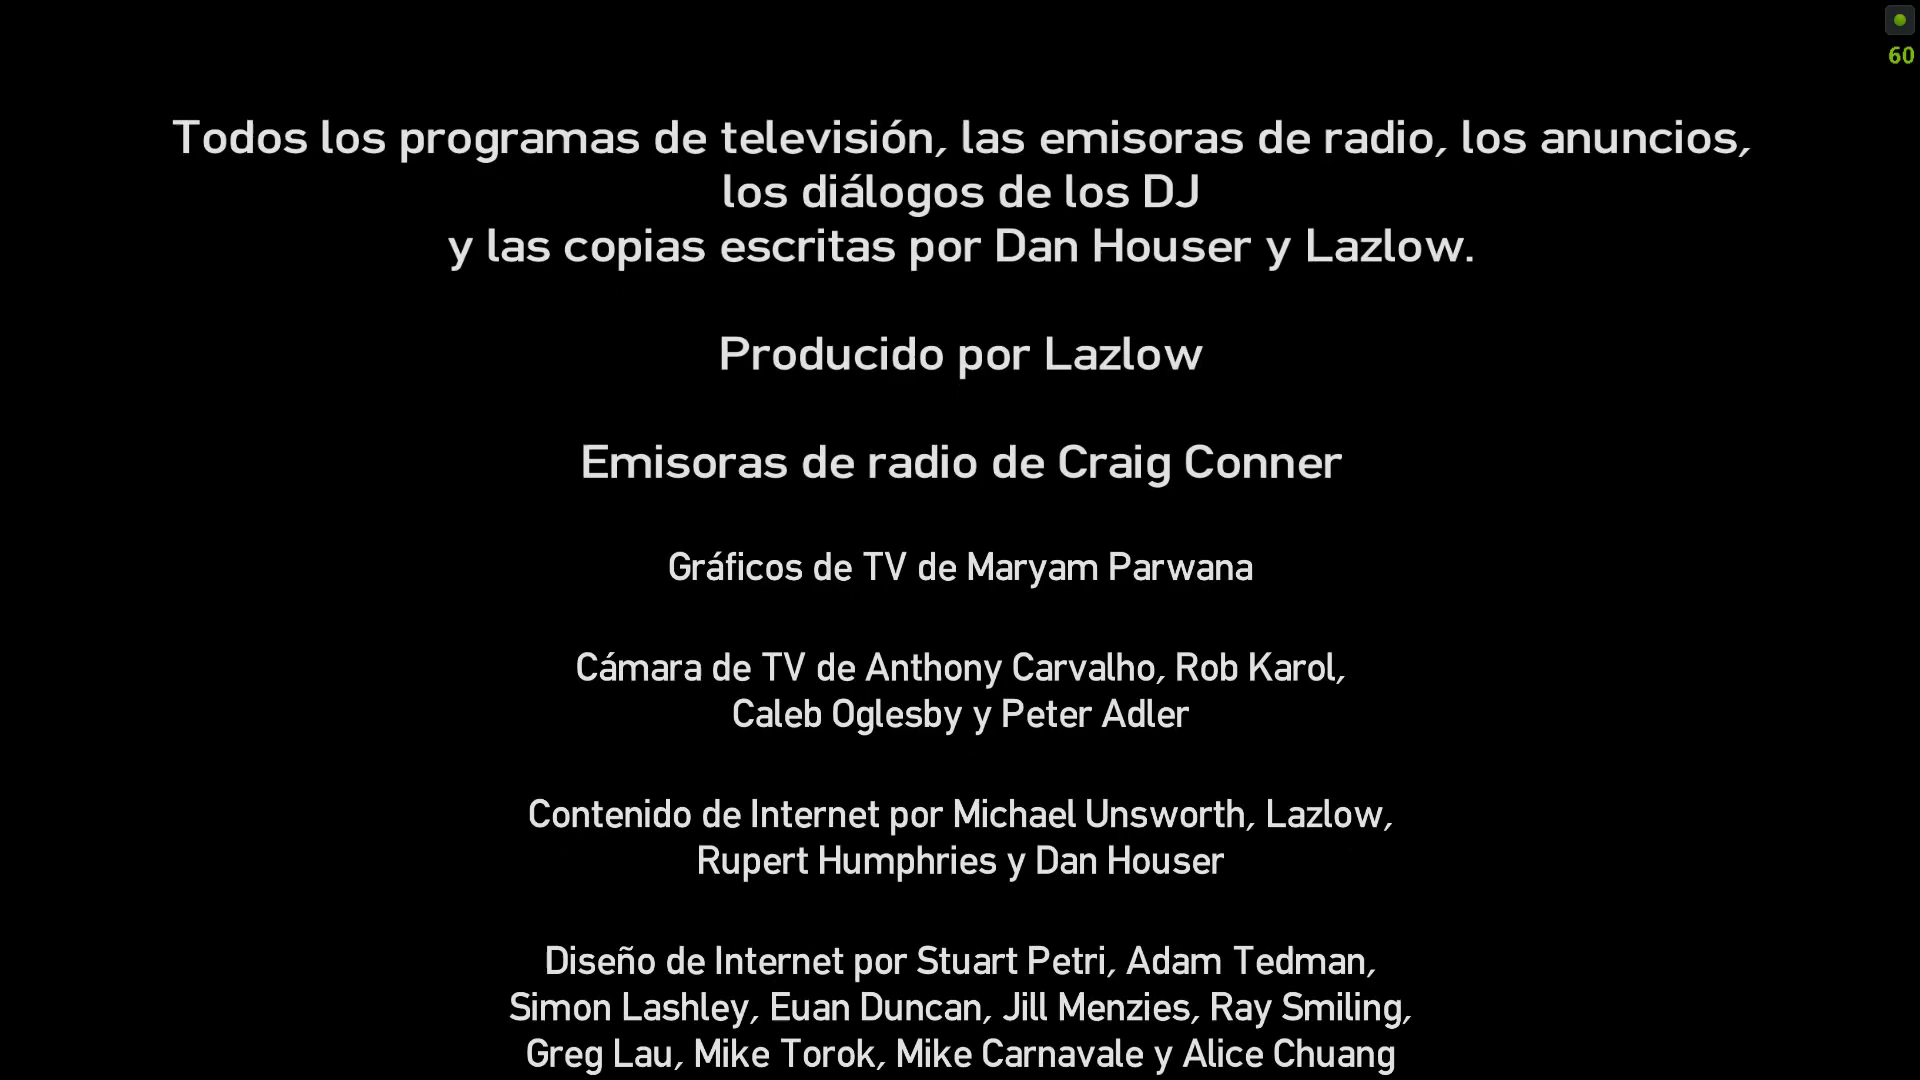 60
Todos los programas de televisión, las emisoras de radio, los anuncios,
los diálogos de los DJ
y las copias escritas por Dan Houser y Lazlow.
Producido por Lazlow
Emisoras de radio de Craig Conner
Gráficos de TV de Maryam Parwana
Cámara de TV de Anthony Carvalho, Rob Karol,
Caleb Oglesby y Peter Adler
Contenido de Internet por Michael Unsworth, Lazlow,
Rupert Humphries y Dan Houser
Diseño de Internet por Stuart Petri, Adam Tedman,
Simon Lashley, Euan Duncan, Jill Menzies, Ray Smiling,
Greg Lau, Mike Torok, Mike Carnavale y Alice Chuang